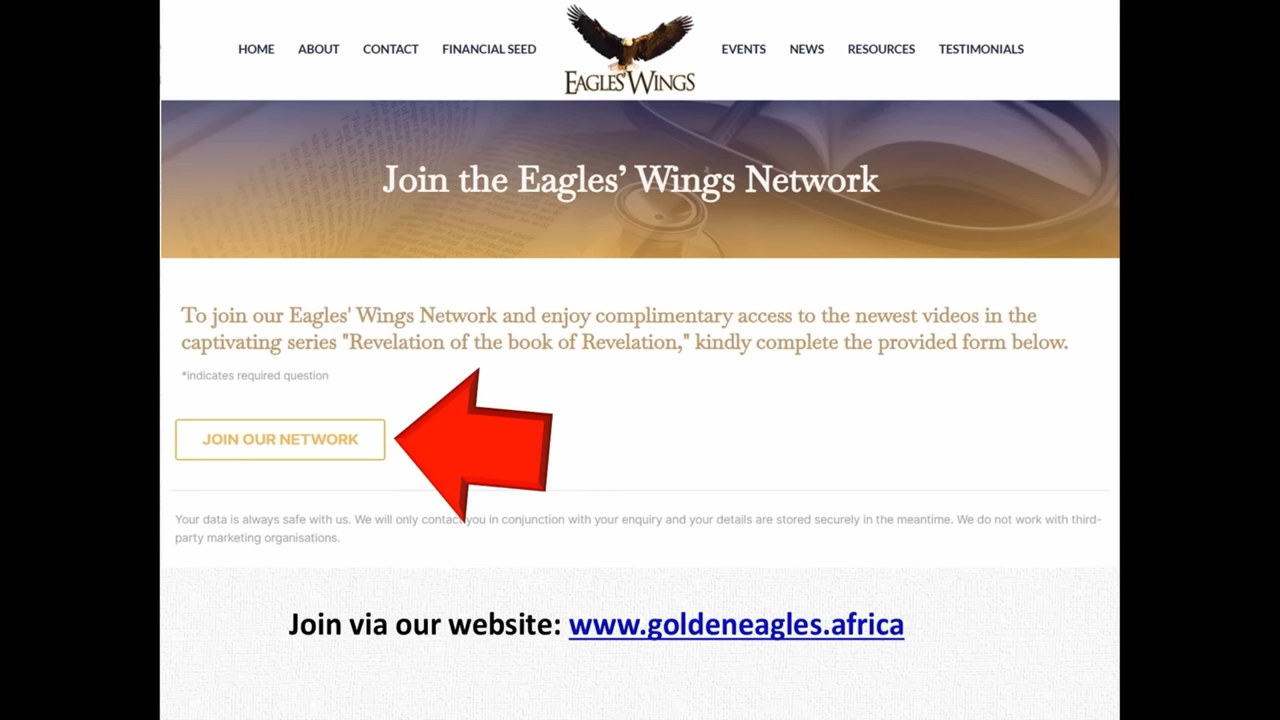 HOME ABOUT CONTACT FINANCIAL SEED EAGLES' WINGS EVENTS NEWS RESOURCES TESTIMONIALS
Join the Eagles’ Wings Network
To join our Eagles' Wings Network and enjoy complimentary access to the newest videos in the
captivating series "Revelation of the book of Revelation," kindly complete the provided form below.
*indicates required question
JOIN OUR NETWORK
Your data is always safe with us. We will only contact you in conjunction with your enquiry and your details are stored securely in the meantime. We do not work with third-
party marketing organisations.
Join via our website: www.goldeneagles.africa